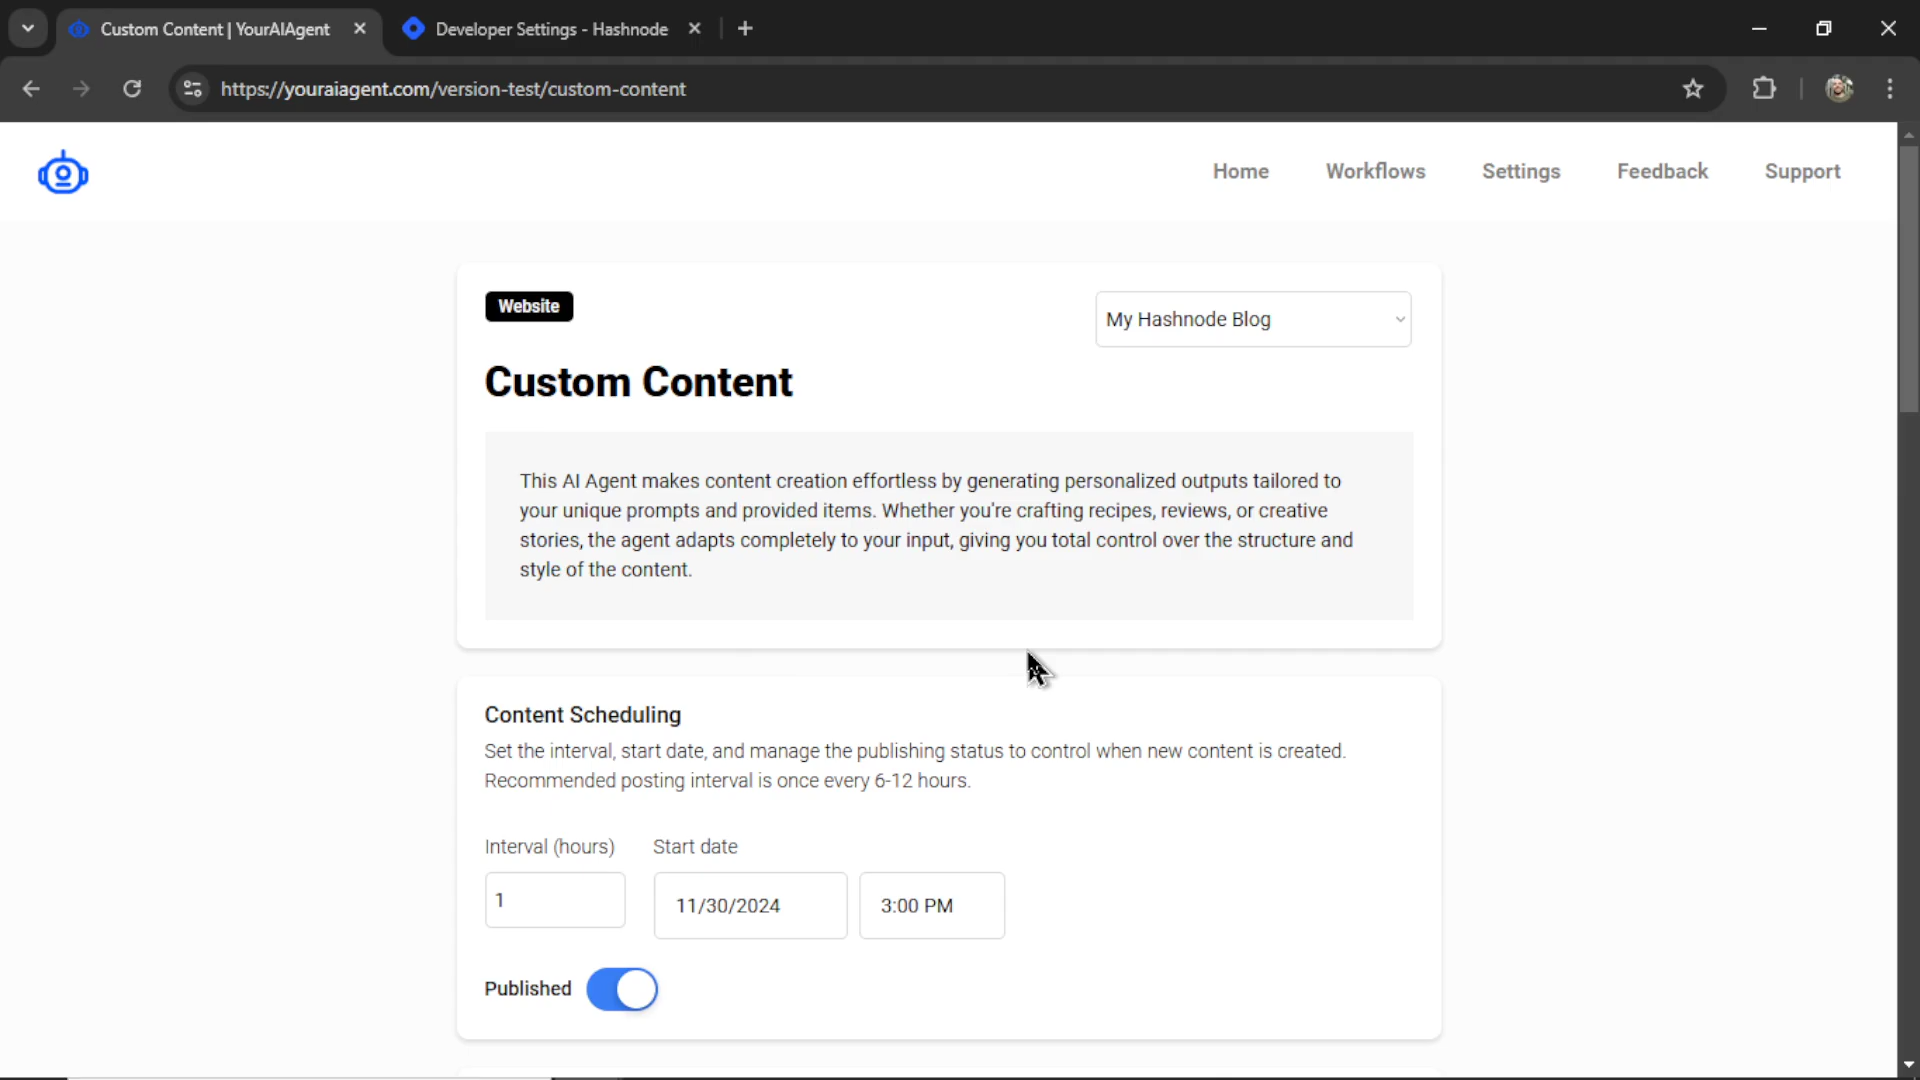 Custom Content | YourAIAgent
Developer Settings - Hashnode
https://youraiagent.com/version-test/custom-content
Home Workflows Settings Feedback Support
Website
My Hashnode Blog
Custom Content
This AI Agent makes content creation effortless by generating personalized outputs tailored to
your unique prompts and provided items. Whether you're crafting recipes, reviews, or creative
stories, the agent adapts completely to your input, giving you total control over the structure and
style of the content.
Content Scheduling
Set the interval, start date, and manage the publishing status to control when new content is created.
Recommended posting interval is once every 6-12 hours.
Interval (hours) Start date
1 11/30/2024 3:00 PM
Published